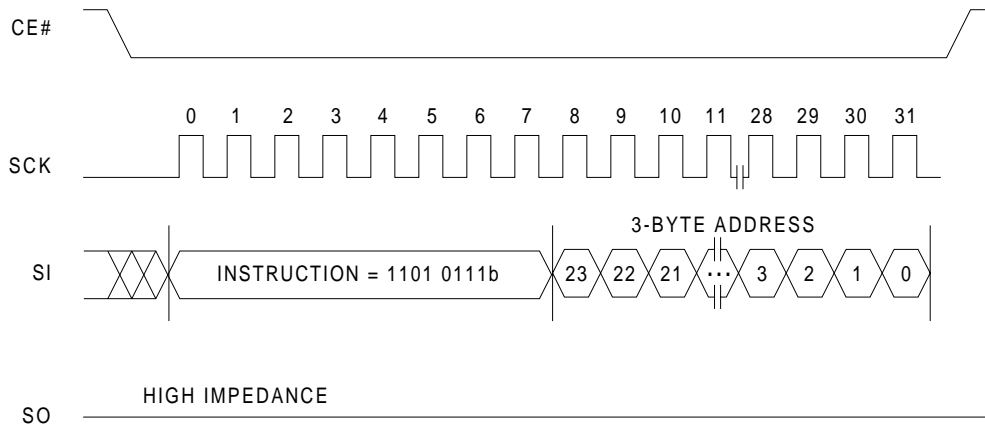 CE#
0 1 2 3 4 5 6 7 8 9 10 11 28 29 30 31
SCK
3-BYTE ADDRESS
SI INSTRUCTION = 1101 0111b 23 22 21 ... 3 2 1 0
HIGH IMPEDANCE
SO